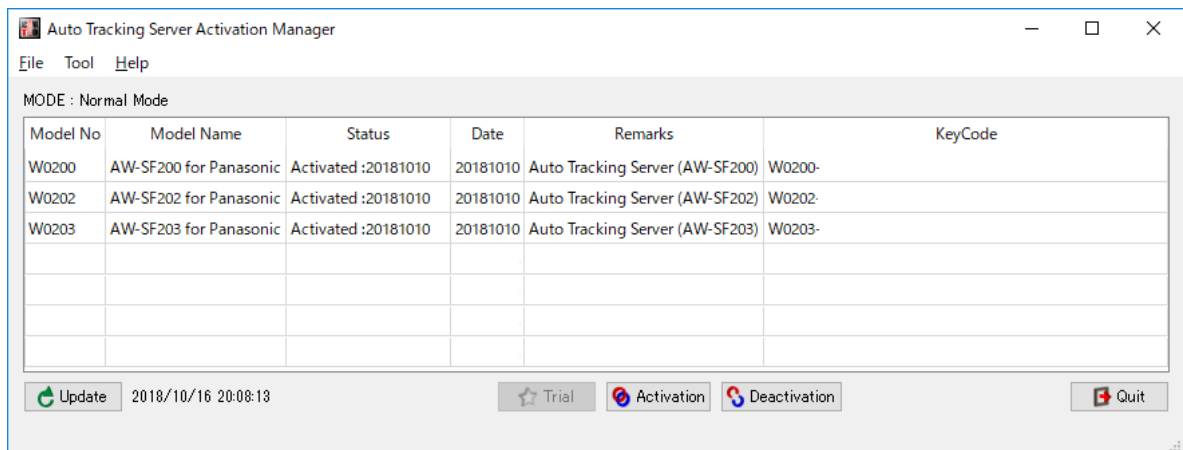 Auto Tracking Server Activation Manager
File Tool Help
MODE : Normal Mode
Model No Model Name Status Date Remarks KeyCode
W0200 AW-SF200 for Panasonic Activated :20181010 20181010 Auto Tracking Server (AW-SF200) W0200-
W0202 AW-SF202 for Panasonic Activated :20181010 20181010 Auto Tracking Server (AW-SF202) W0202-
W0203 AW-SF203 for Panasonic Activated :20181010 20181010 Auto Tracking Server (AW-SF203) W0203-
Update 2018/10/16 20:08:13 Trial Activation Deactivation Quit